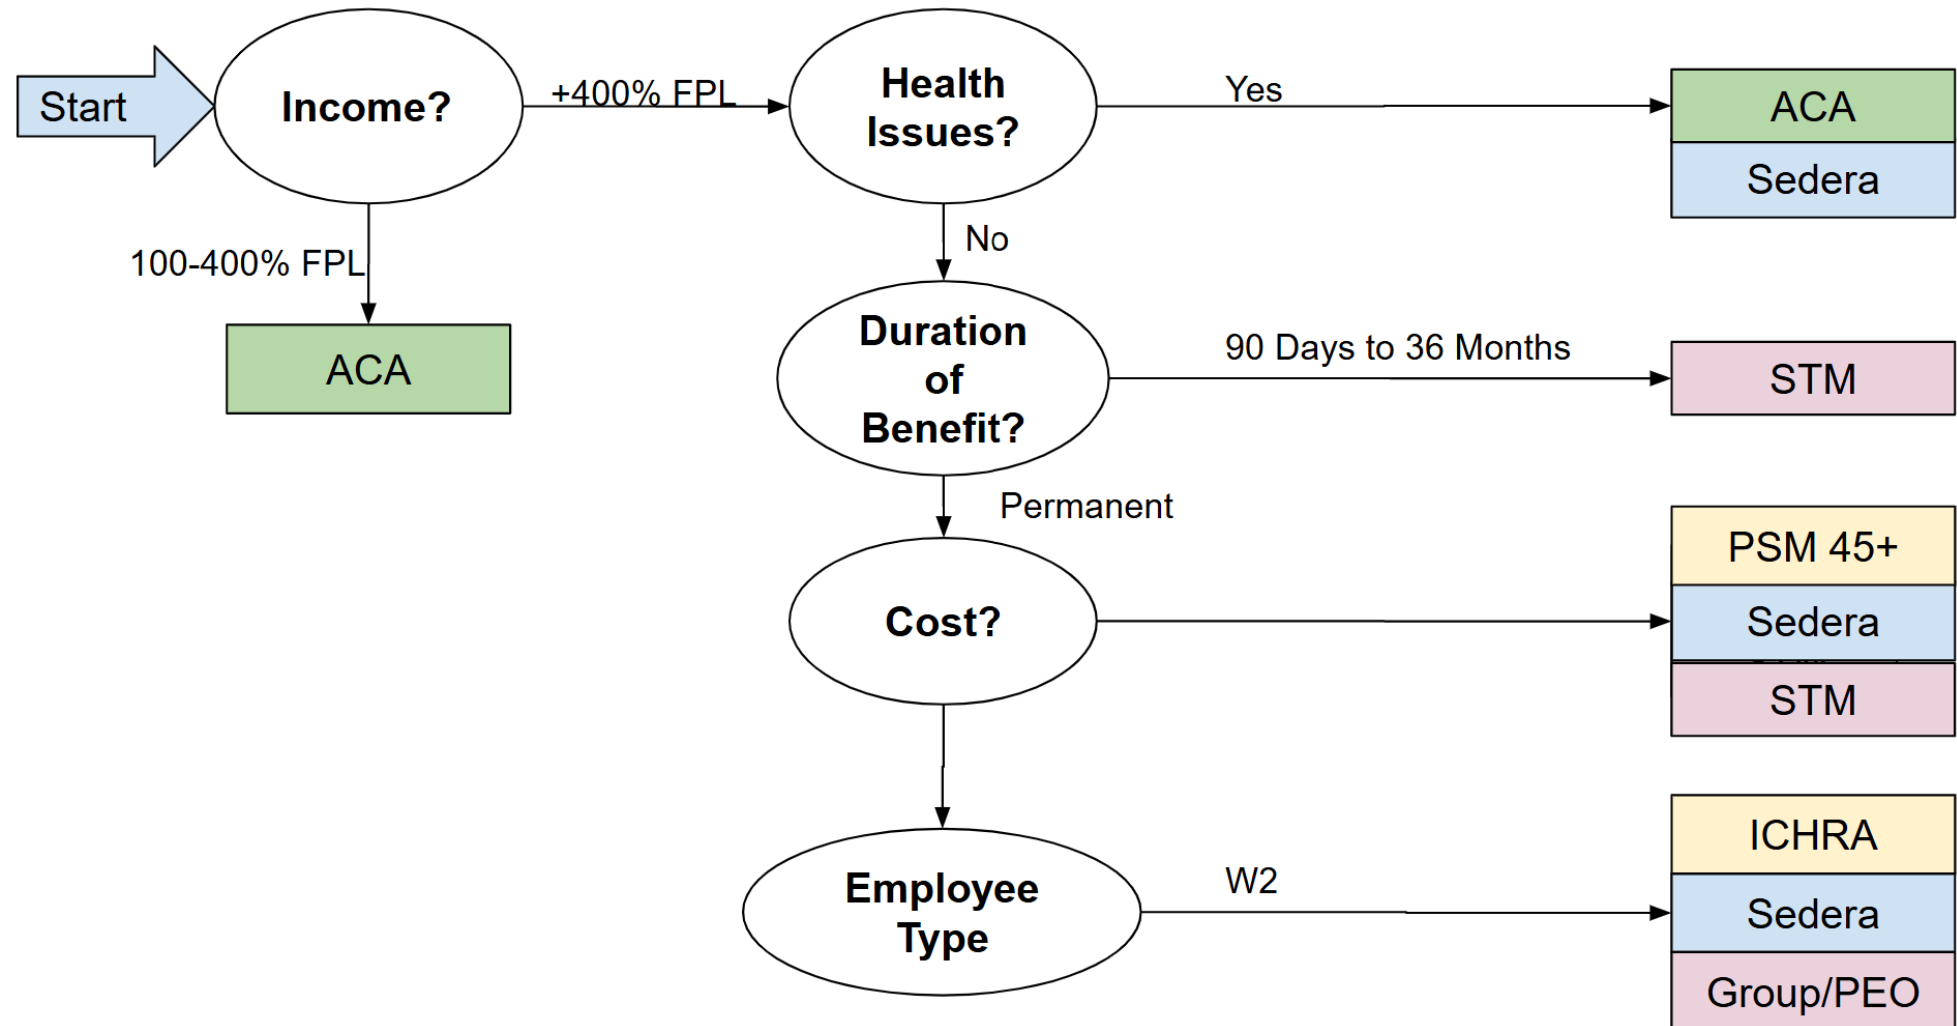 Start
Income?
+400% FPL
Health
Issues?
Yes
ACA
Sedera
No
100-400% FPL
ACA
Duration
of
Benefit?
90 Days to 36 Months
STM
Permanent
Cost?
PSM 45+
Sedera
STM
Employee
Type
W2
ICHRA
Sedera
Group/PEO